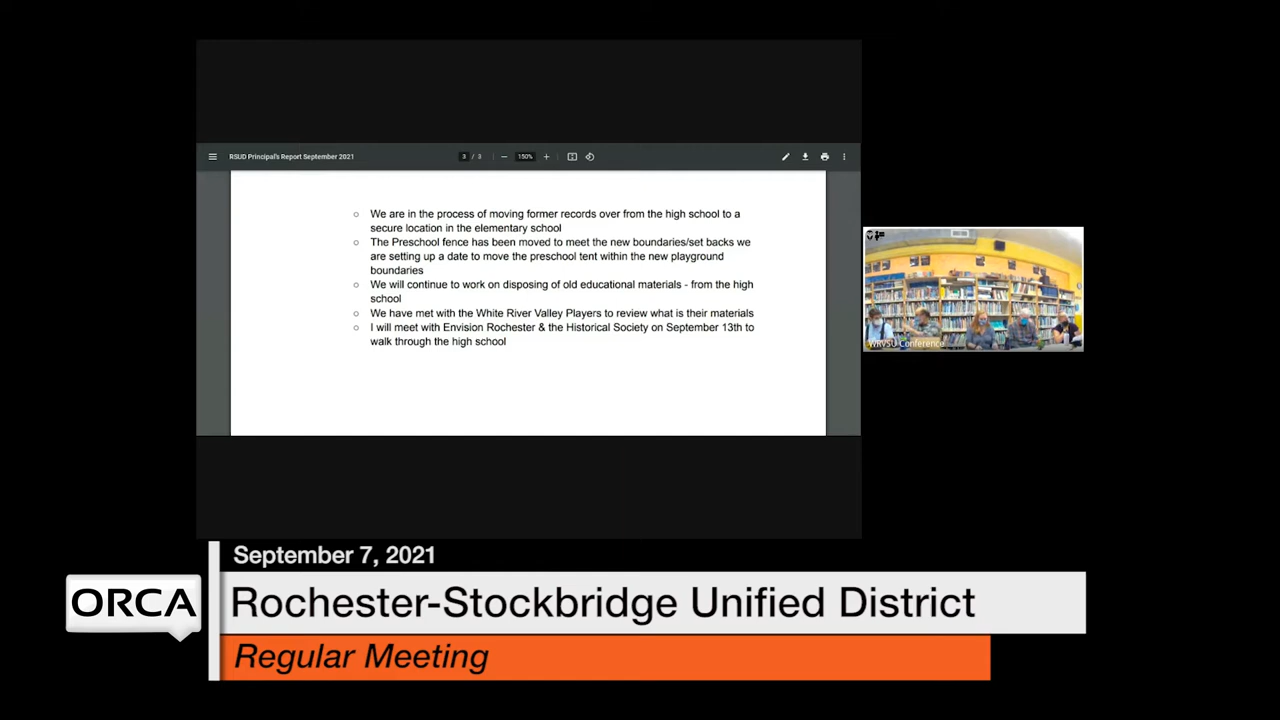 RSUD Principal's Report September 2021
3 / 3
150%
We are in the process of moving former records over from the high school to a
secure location in the elementary school
The Preschool fence has been moved to meet the new boundaries/set backs we
are setting up a date to move the preschool tent within the new playground
boundaries
We will continue to work on disposing of old educational materials - from the high
school
We have met with the White River Valley Players to review what is their materials
I will meet with Envision Rochester & the Historical Society on September 13th to
walk through the high school
WRVSU Conference
September 7, 2021
ORCA
Rochester-Stockbridge Unified District
Regular Meeting